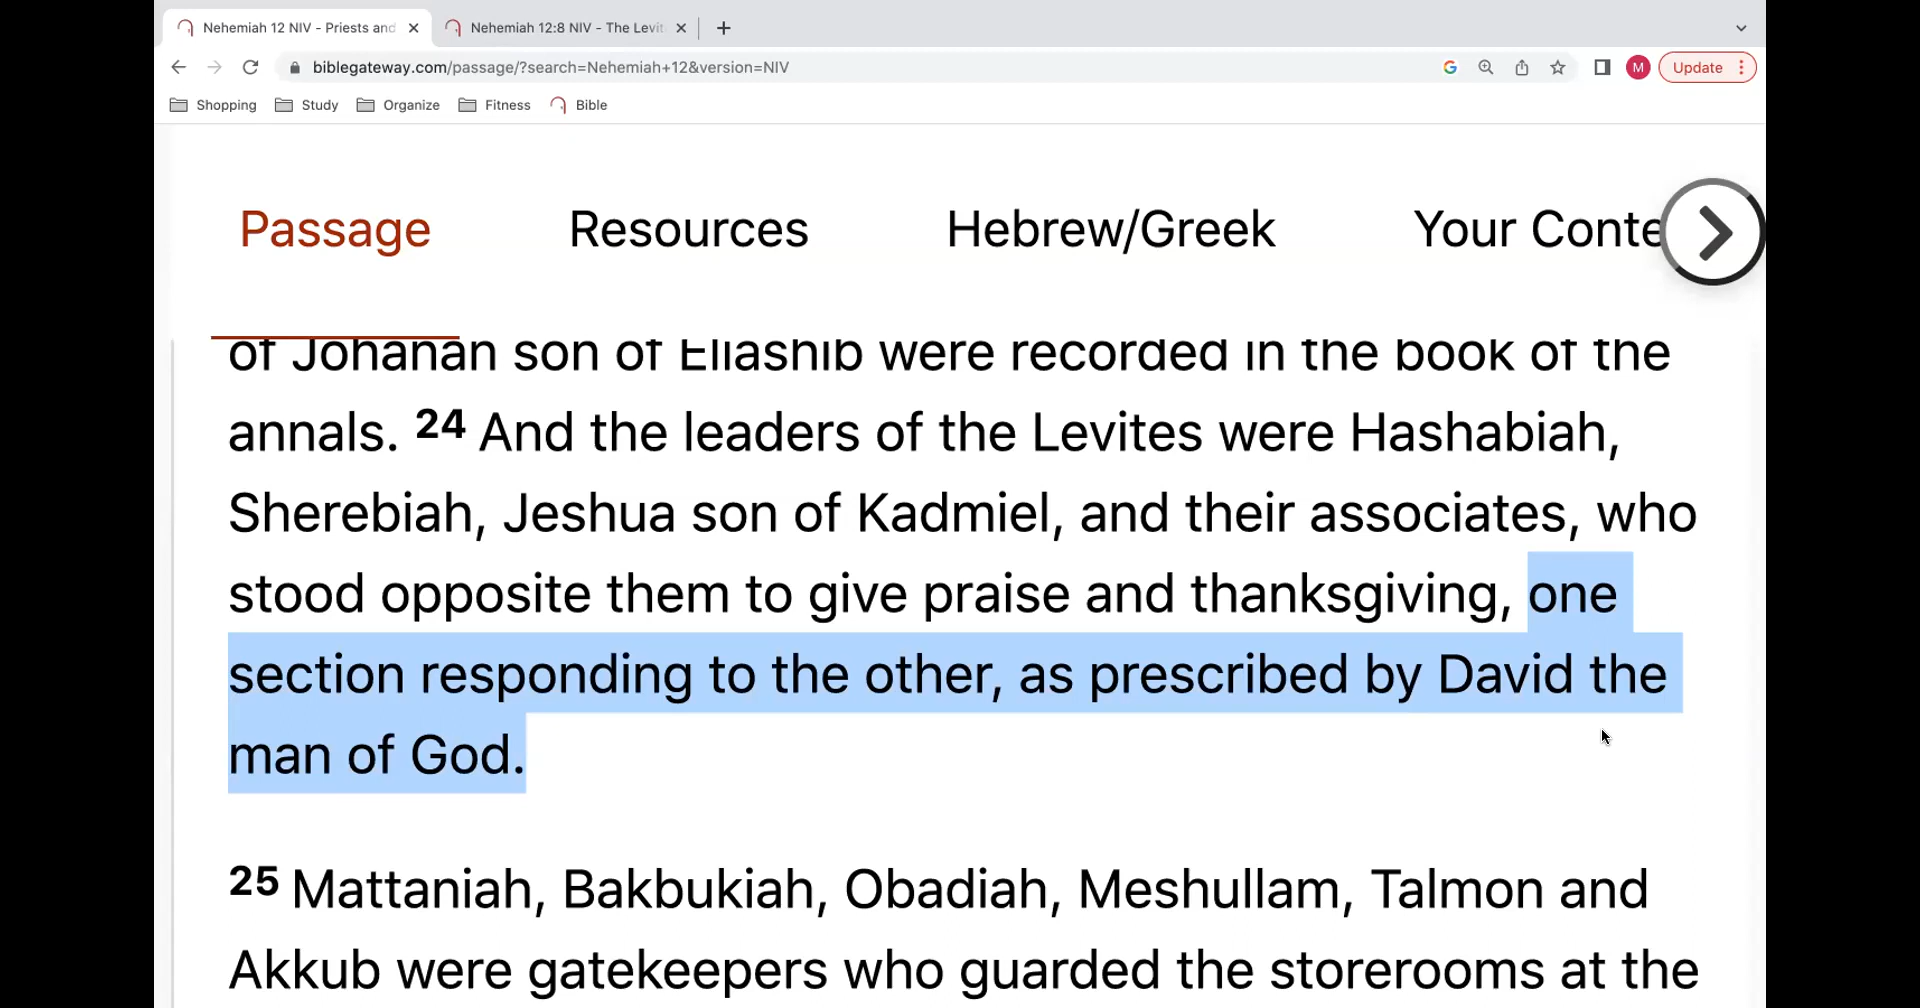 Nehemiah 12 NIV - Priests and
Nehemiah 12:8 NIV - The Levit
biblegateway.com/passage/?search=Nehemiah+12&version=NIV
M
Update
Shopping
Study
Organize
Fitness
Bible
Passage
Resources
Hebrew/Greek
Your Conte
of Johanan son of Eliashib were recorded in the book of the
annals. 24 And the leaders of the Levites were Hashabiah,
Sherebiah, Jeshua son of Kadmiel, and their associates, who
stood opposite them to give praise and thanksgiving, one
section responding to the other, as prescribed by David the
man of God.
25 Mattaniah, Bakbukiah, Obadiah, Meshullam, Talmon and
Akkub were gatekeepers who guarded the storerooms at the